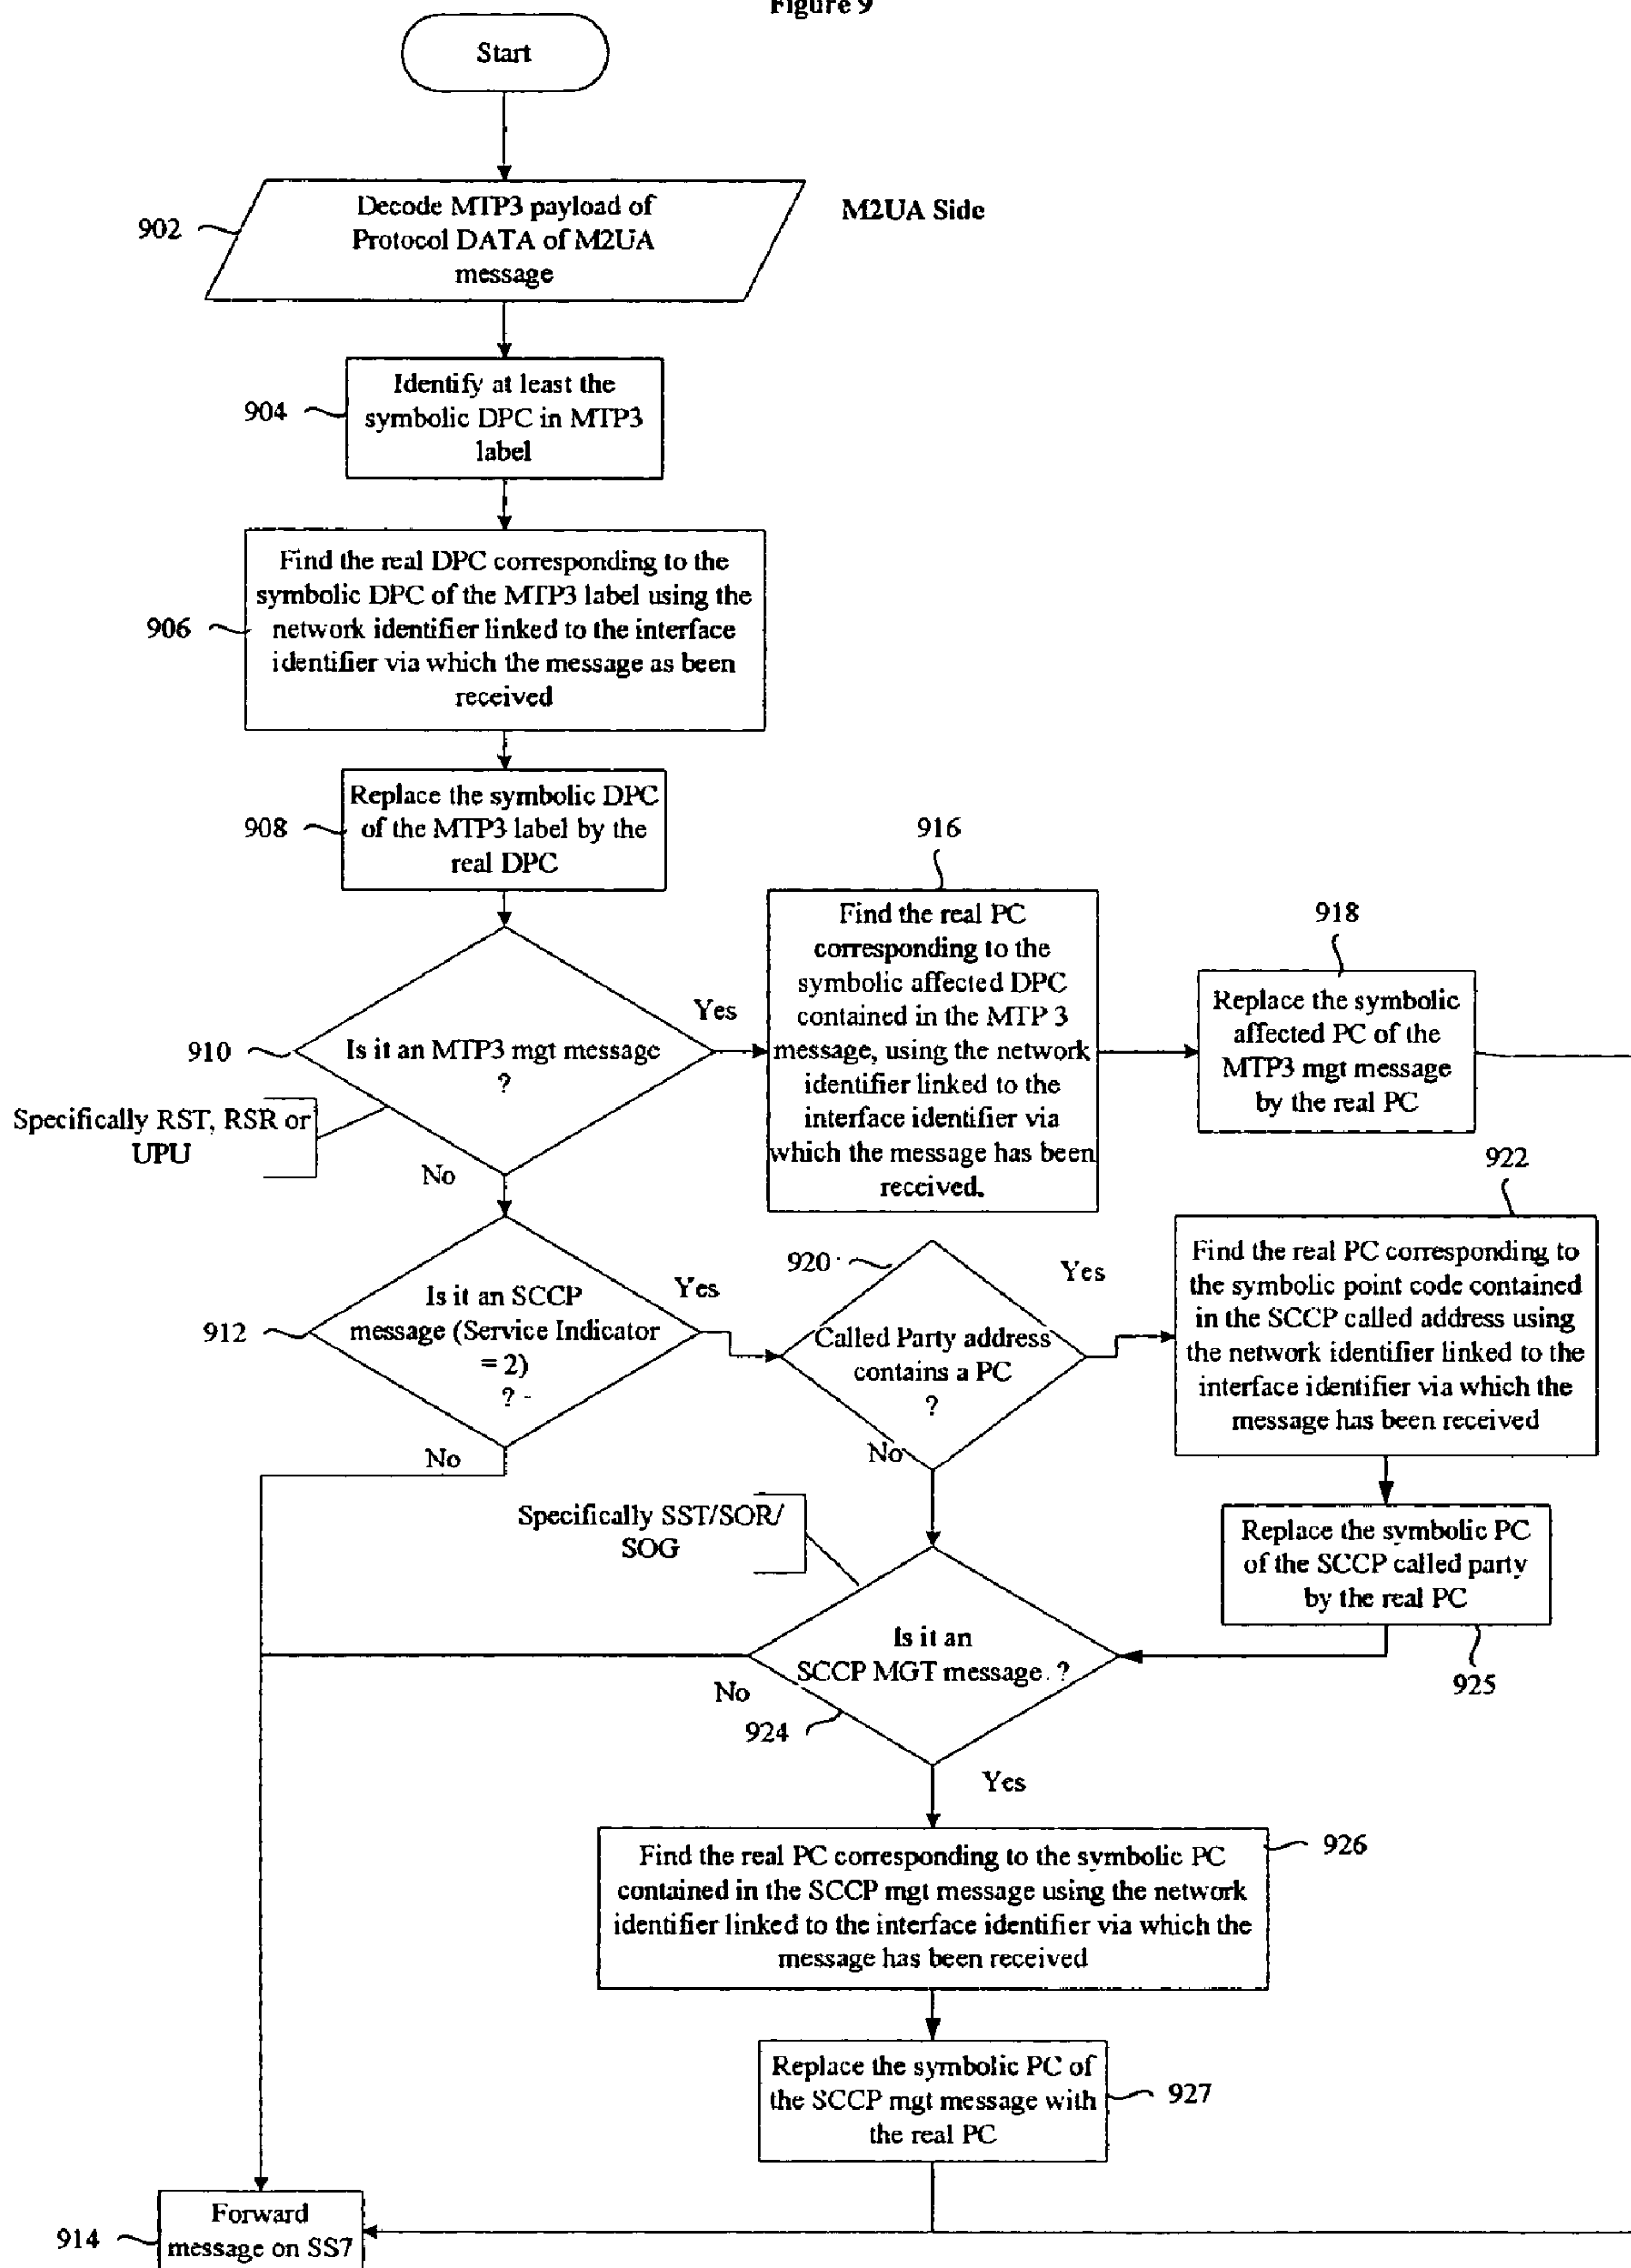 Figure 9
Start
902
Decode MTP3 payload of
Protocol DATA of M2UA
message
M2UA Side
904
Identify at least the
symbolic DPC in MTP3
label
906
Find the real DPC corresponding to the
symbolic DPC of the MTP3 label using the
network identifier linked to the interface
identifier via which the message as been
received
908
Replace the symbolic DPC
of the MTP3 label by the
real DPC
910
Is it an MTP3 mgt message
?
Yes
No
Specifically RST, RSR or
UPU
916
Find the real PC
corresponding to the
symbolic affected DPC
contained in the MTP 3
message, using the network
identifier linked to the
interface identifier via
which the message has been
received.
918
Replace the symbolic
affected PC of the
MTP3 mgt message
by the real PC
912
Is it an SCCP
message (Service Indicator
= 2)
?
Yes
No
920
Called Party address
contains a PC
?
Yes
No
922
Find the real PC corresponding to
the symbolic point code contained
in the SCCP called address using
the network identifier linked to the
interface identifier via which the
message has been received
Replace the symbolic PC
of the SCCP called party
by the real PC
925
Specifically SST/SOR/
SOG
Is it an
SCCP MGT message. ?
No
924
Yes
926
Find the real PC corresponding to the symbolic PC
contained in the SCCP mgt message using the network
identifier linked to the interface identifier via which the
message has been received
Replace the symbolic PC of
the SCCP mgt message with
the real PC
927
914
Forward
message on SS7